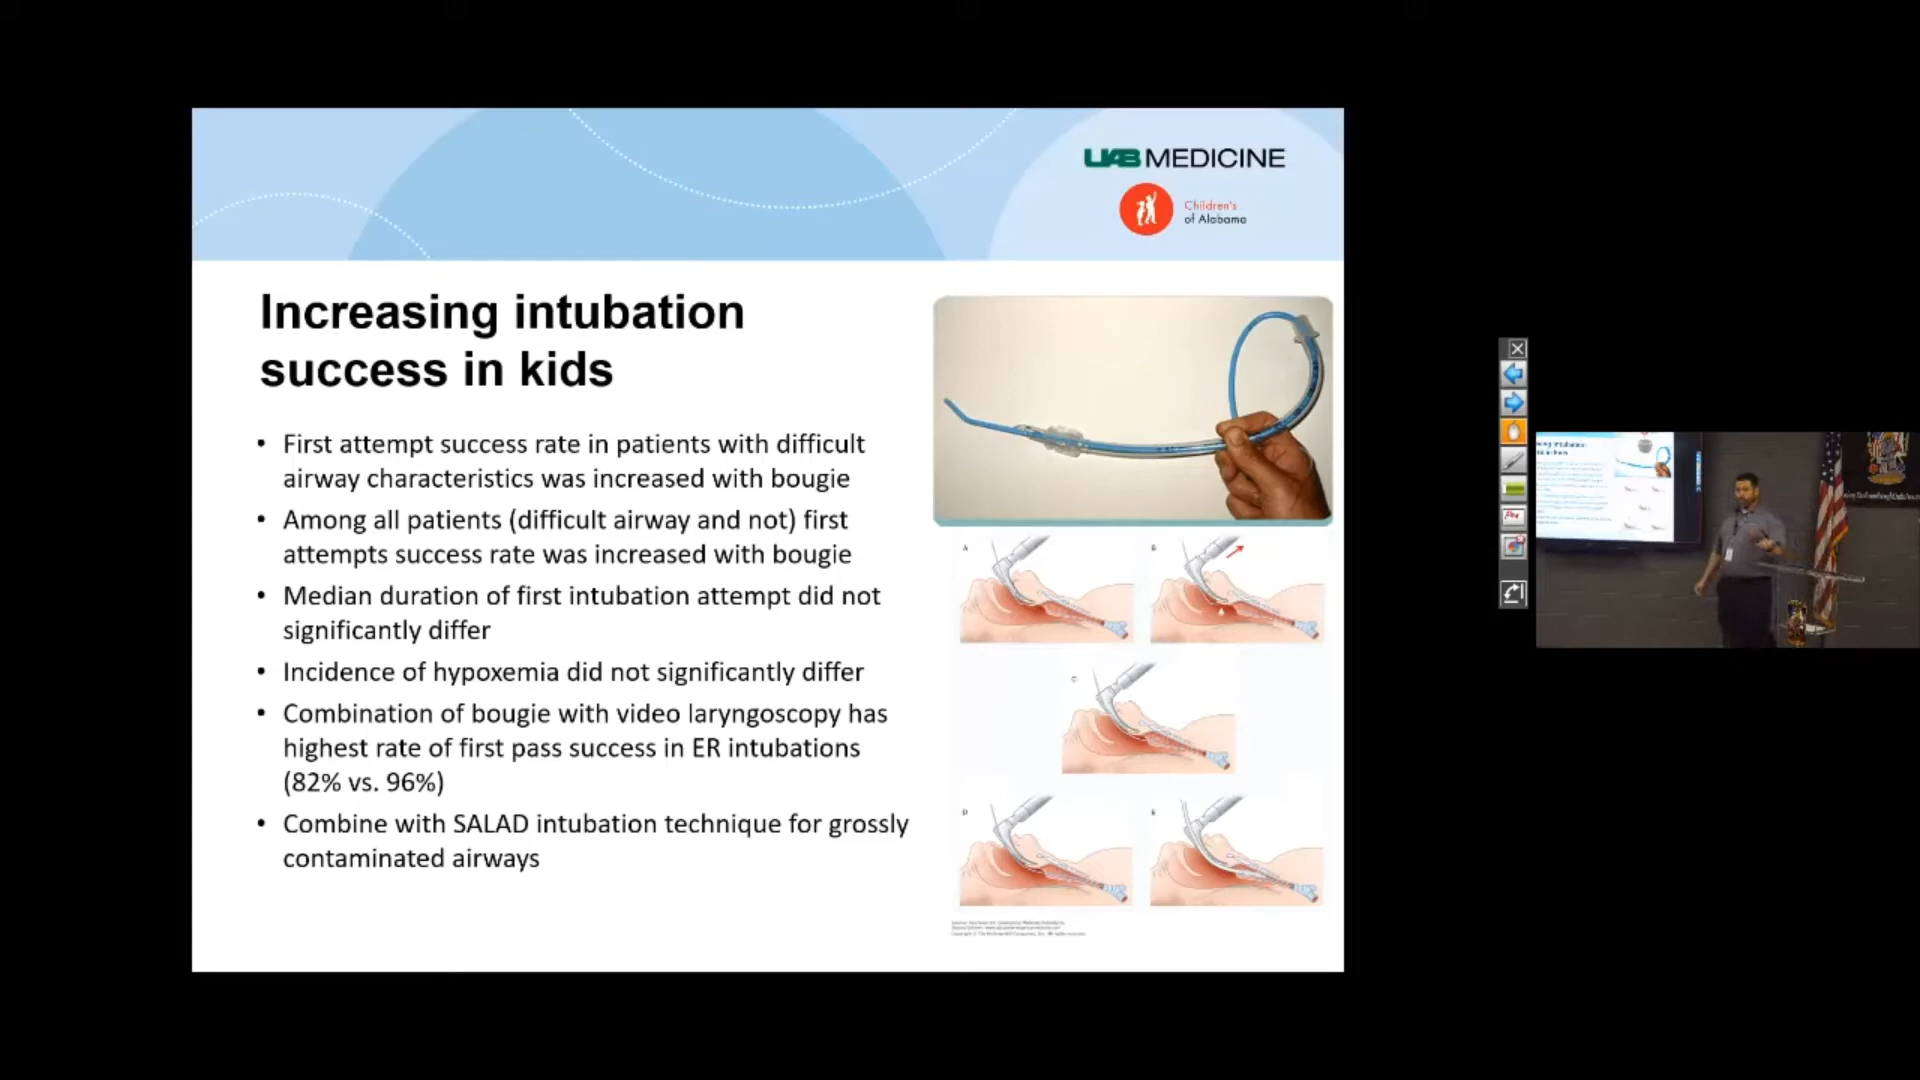 UAB MEDICINE
Children's
of Alabama
Increasing intubation
success in kids
• First attempt success rate in patients with difficult
airway characteristics was increased with bougie
• Among all patients (difficult airway and not) first
attempts success rate was increased with bougie
• Median duration of first intubation attempt did not
significantly differ
• Incidence of hypoxemia did not significantly differ
• Combination of bougie with video laryngoscopy has
highest rate of first pass success in ER intubations
(82% vs. 96%)
• Combine with SALAD intubation technique for grossly
contaminated airways
A
B
C
D
E
Pen